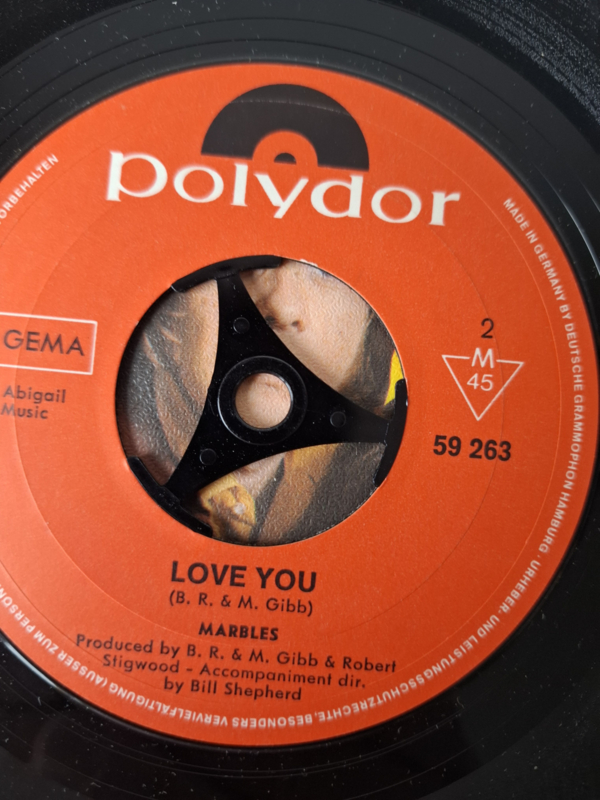 polydor
ORBEHALTEN
MADE IN GERMANY BY DEUTSCHE GRAMMOPHON HAMBURG · URHEBER- UND LEISTUNGSSCHUTZRECHTE, BESONDERS VERVIELFÄLTIGUNG (AUSSER ZUM PERSÖN
GEMA
Abigail
Music
2
M
45
59 263
LOVE YOU
(B. R. & M. Gibb)
MARBLES
Produced by B. R. & M. Gibb & Robert
Stigwood - Accompaniment dir.
by Bill Shepherd